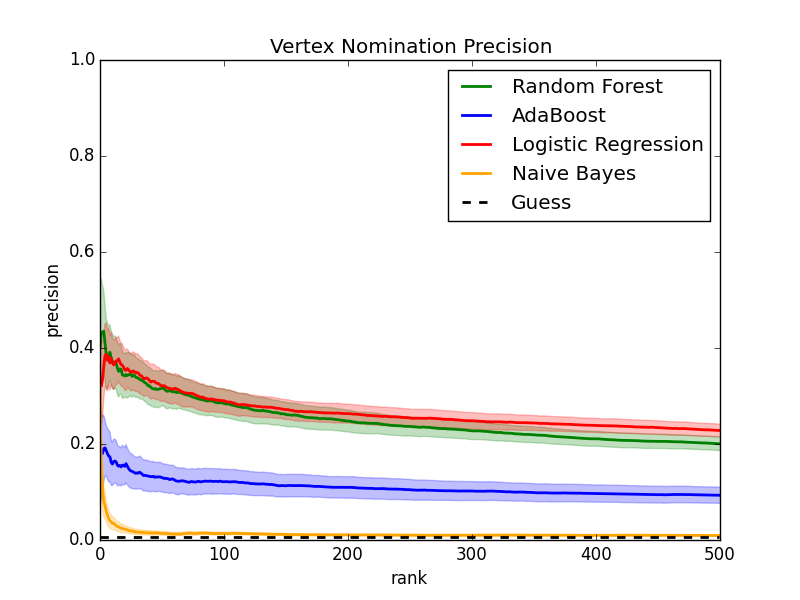 Vertex Nomination Precision
1.0
0.8
0.6
0.4
0.2
0.0
precision
Random Forest
AdaBoost
Logistic Regression
Naive Bayes
Guess
0 100 200 300 400 500
rank